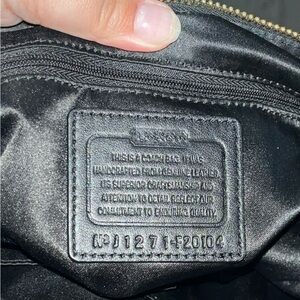 THIS IS A COACH BAG. IT WAS
HANDCRAFTED FROM GENUINE LEATHER.
ITS SUPERIOR CRAFTSMANSHIP AND
ATTENTION TO DETAIL REFLECT OUR
COMMITMENT TO ENDURING QUALITY.
Nº J1271-F20104